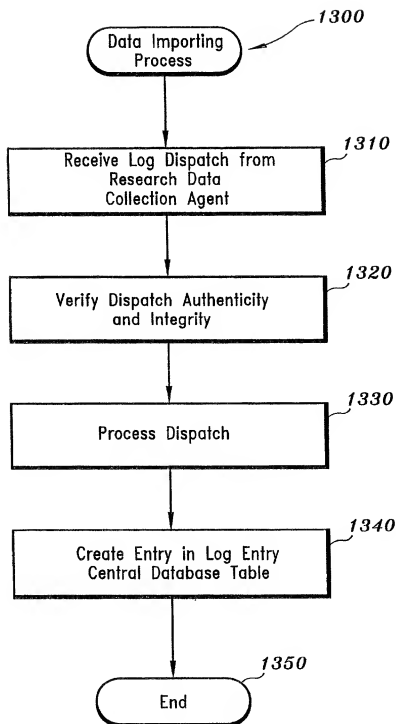 1300
Data Importing
Process
1310
Receive Log Dispatch from
Research Data
Collection Agent
1320
Verify Dispatch Authenticity
and Integrity
1330
Process Dispatch
1340
Create Entry in Log Entry
Central Database Table
1350
End